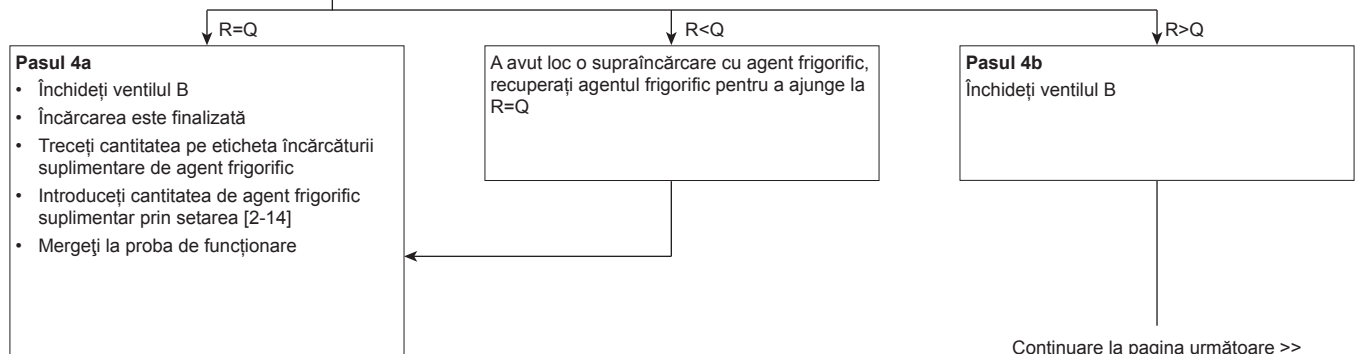 R=Q
R<Q
R>Q
Pasul 4a
• Închideți ventilul B
• Încărcarea este finalizată
• Treceți cantitatea pe eticheta încărcăturii
suplimentare de agent frigorific
• Introduceți cantitatea de agent frigorific
suplimentar prin setarea [2-14]
• Mergeţi la proba de funcționare
A avut loc o supraîncărcare cu agent frigorific,
recuperați agentul frigorific pentru a ajunge la
R=Q
Pasul 4b
Închideți ventilul B
Continuare la pagina următoare >>